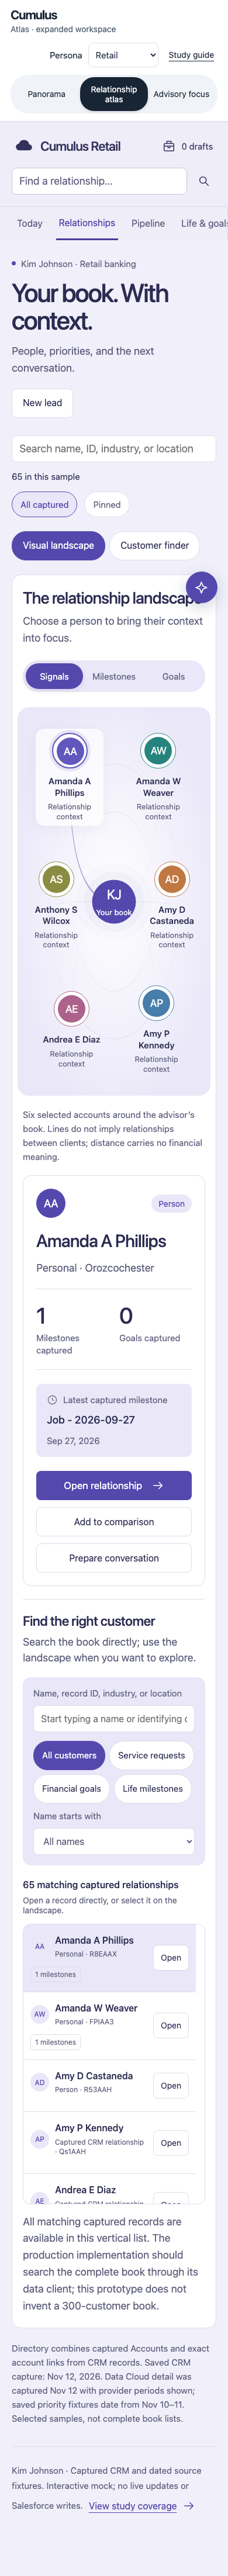 Cumulus
Atlas · expanded workspace
Persona
Retail
Study guide
Panorama
Relationship
atlas
Advisory focus
Cumulus Retail
0 drafts
Find a relationship...
Today
Relationships
Pipeline
Life & goals
Kim Johnson · Retail banking
Your book. With
context.
People, priorities, and the next
conversation.
New lead
Search name, ID, industry, or location
65 in this sample
All captured
Pinned
Visual landscape
Customer finder
The relationship landscape
Choose a person to bring their context
into focus.
Signals
Milestones
Goals
AA
Amanda A
Phillips
Relationship
context
AW
Amanda W
Weaver
Relationship
context
AS
Anthony S
Wilcox
Relationship
context
KJ
Your book
AD
Amy D
Castaneda
Relationship
context
AE
Andrea E Diaz
Relationship
context
AP
Amy P
Kennedy
Relationship
context
Six selected accounts around the advisor's
book. Lines do not imply relationships
between clients; distance carries no financial
meaning.
AA
Person
Amanda A Phillips
Personal · Orozcochester
1
Milestones
captured
0
Goals captured
Latest captured milestone
Job - 2026-09-27
Sep 27, 2026
Open relationship
Add to comparison
Prepare conversation
Find the right customer
Search the book directly; use the
landscape when you want to explore.
Name, record ID, industry, or location
Start typing a name or identifying
All customers
Service requests
Financial goals
Life milestones
Name starts with
All names
65 matching captured relationships
Open a record directly, or select it on the
landscape.
AA
Amanda A Phillips
Personal · R8EAAX
1 milestones
Open
AW
Amanda W Weaver
Personal · FPIAA3
1 milestones
Open
AD
Amy D Castaneda
Person · R53AAH
Open
AP
Amy P Kennedy
Captured CRM relationship
· Qs1AAH
Open
AE
Andrea E Diaz
Captured CRM relationship
Open
All matching captured records are
available in this vertical list. The
production implementation should
search the complete book through its
data client; this prototype does not
invent a 300-customer book.
Directory combines captured Accounts and exact
account links from CRM records. Saved CRM
capture: Nov 12, 2026. Data Cloud detail was
captured Nov 12 with provider periods shown;
saved priority fixtures date from Nov 10–11.
Selected samples, not complete book lists.
Kim Johnson · Captured CRM and dated source
fixtures. Interactive mock; no live updates or
Salesforce writes. View study coverage